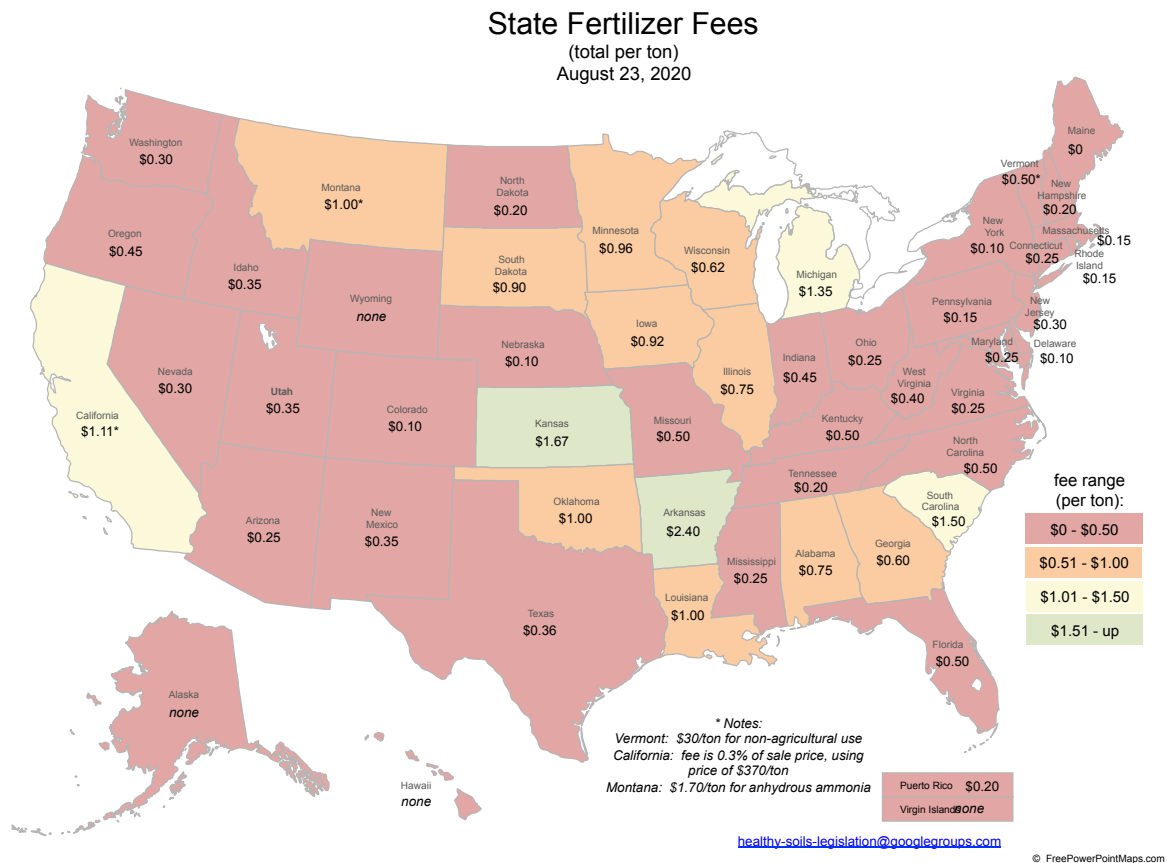 State Fertilizer Fees
(total per ton)
August 23, 2020
Washington
$0.30
Montana
$1.00*
North
Dakota
$0.20
Minnesota
$0.96
Wisconsin
$0.62
Michigan
$1.35
Maine
$0
Vermont
$0.50*
New
Hampshire
$0.20
New
York
$0.10
Massachusetts
$0.15
Connecticut
$0.25
Rhode
Island
$0.15
Oregon
$0.45
Idaho
$0.35
Wyoming
none
South
Dakota
$0.90
Iowa
$0.92
Nebraska
$0.10
Illinois
$0.75
Indiana
$0.45
Ohio
$0.25
Pennsylvania
$0.15
New
Jersey
$0.30
Maryland
$0.25
Delaware
$0.10
West
Virginia
$0.40
Virginia
$0.25
California
$1.11*
Nevada
$0.30
Utah
$0.35
Colorado
$0.10
Kansas
$1.67
Missouri
$0.50
Kentucky
$0.50
North
Carolina
$0.50
Tennessee
$0.20
South
Carolina
$1.50
Arizona
$0.25
New
Mexico
$0.35
Oklahoma
$1.00
Arkansas
$2.40
Mississippi
$0.25
Alabama
$0.75
Georgia
$0.60
Texas
$0.36
Louisiana
$1.00
Florida
$0.50
Alaska
none
Hawaii
none
fee range
(per ton):
$0 - $0.50
$0.51 - $1.00
$1.01 - $1.50
$1.51 - up
* Notes:
Vermont: $30/ton for non-agricultural use
California: fee is 0.3% of sale price, using
price of $370/ton
Montana: $1.70/ton for anhydrous ammonia
Puerto Rico $0.20
Virgin Islands none
healthy-soils-legislation@googlegroups.com
© FreePowerPointMaps.com